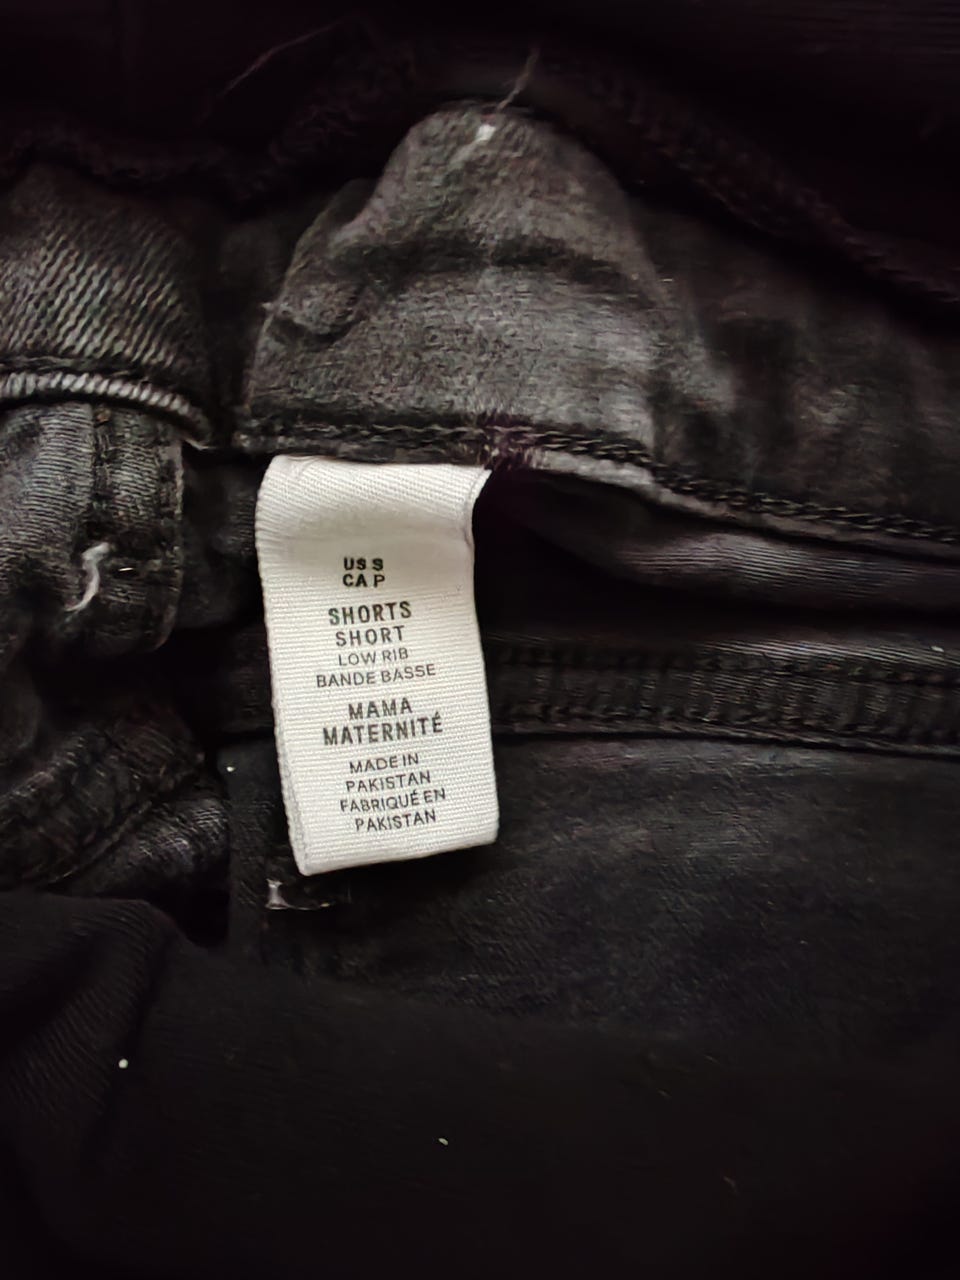 US S
CA P
SHORTS
SHORT
LOW RIB
BANDE BASSE
MAMA
MATERNITÉ
MADE IN
PAKISTAN
FABRIQUÉ EN
PAKISTAN